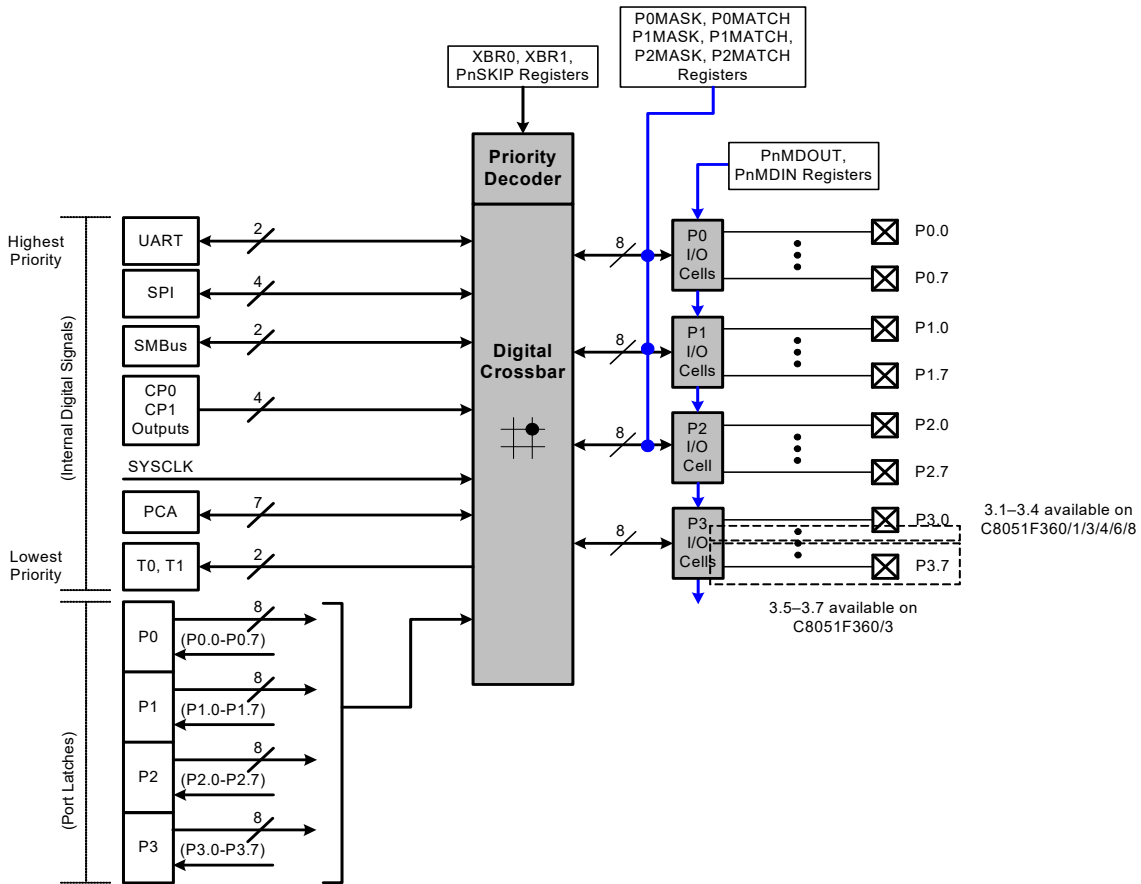 P0MASK, P0MATCH
P1MASK, P1MATCH,
P2MASK, P2MATCH
Registers
XBR0, XBR1,
PnSKIP Registers
PnMDOUT,
PnMDIN Registers
Priority
Decoder
Digital
Crossbar
Highest
Priority
(Internal Digital Signals)
Lowest
Priority
UART
2
SPI
4
SMBus
2
CP0
CP1
Outputs
4
SYSCLK
PCA
7
T0, T1
2
(Port Latches)
P0
8
(P0.0-P0.7)
P1
8
(P1.0-P1.7)
P2
8
(P2.0-P2.7)
P3
8
(P3.0-P3.7)
8
P0
I/O
Cells
P0.0
P0.7
8
P1
I/O
Cells
P1.0
P1.7
8
P2
I/O
Cell
P2.0
P2.7
8
P3
I/O
Cells
P3.0
P3.7
3.1–3.4 available on
C8051F360/1/3/4/6/8
3.5–3.7 available on
C8051F360/3